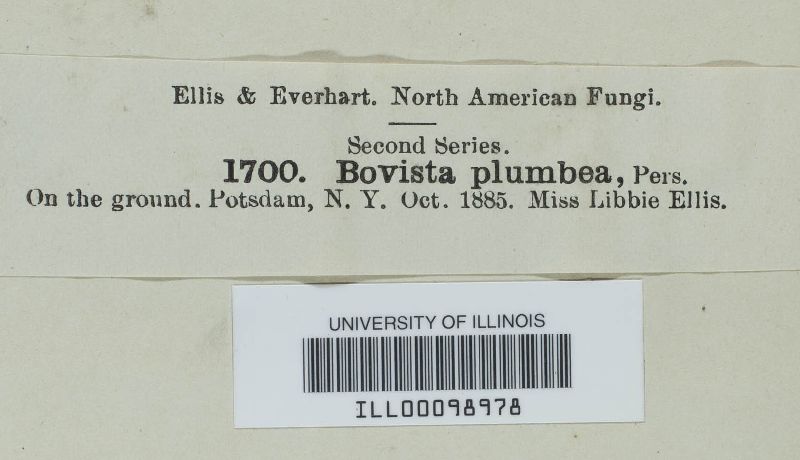 Ellis & Everhart. North American Fungi.
Second Series.
1700. Bovista plumbea, Pers.
On the ground. Potsdam, N. Y. Oct. 1885. Miss Libbie Ellis.
UNIVERSITY OF ILLINOIS
ILL00098978